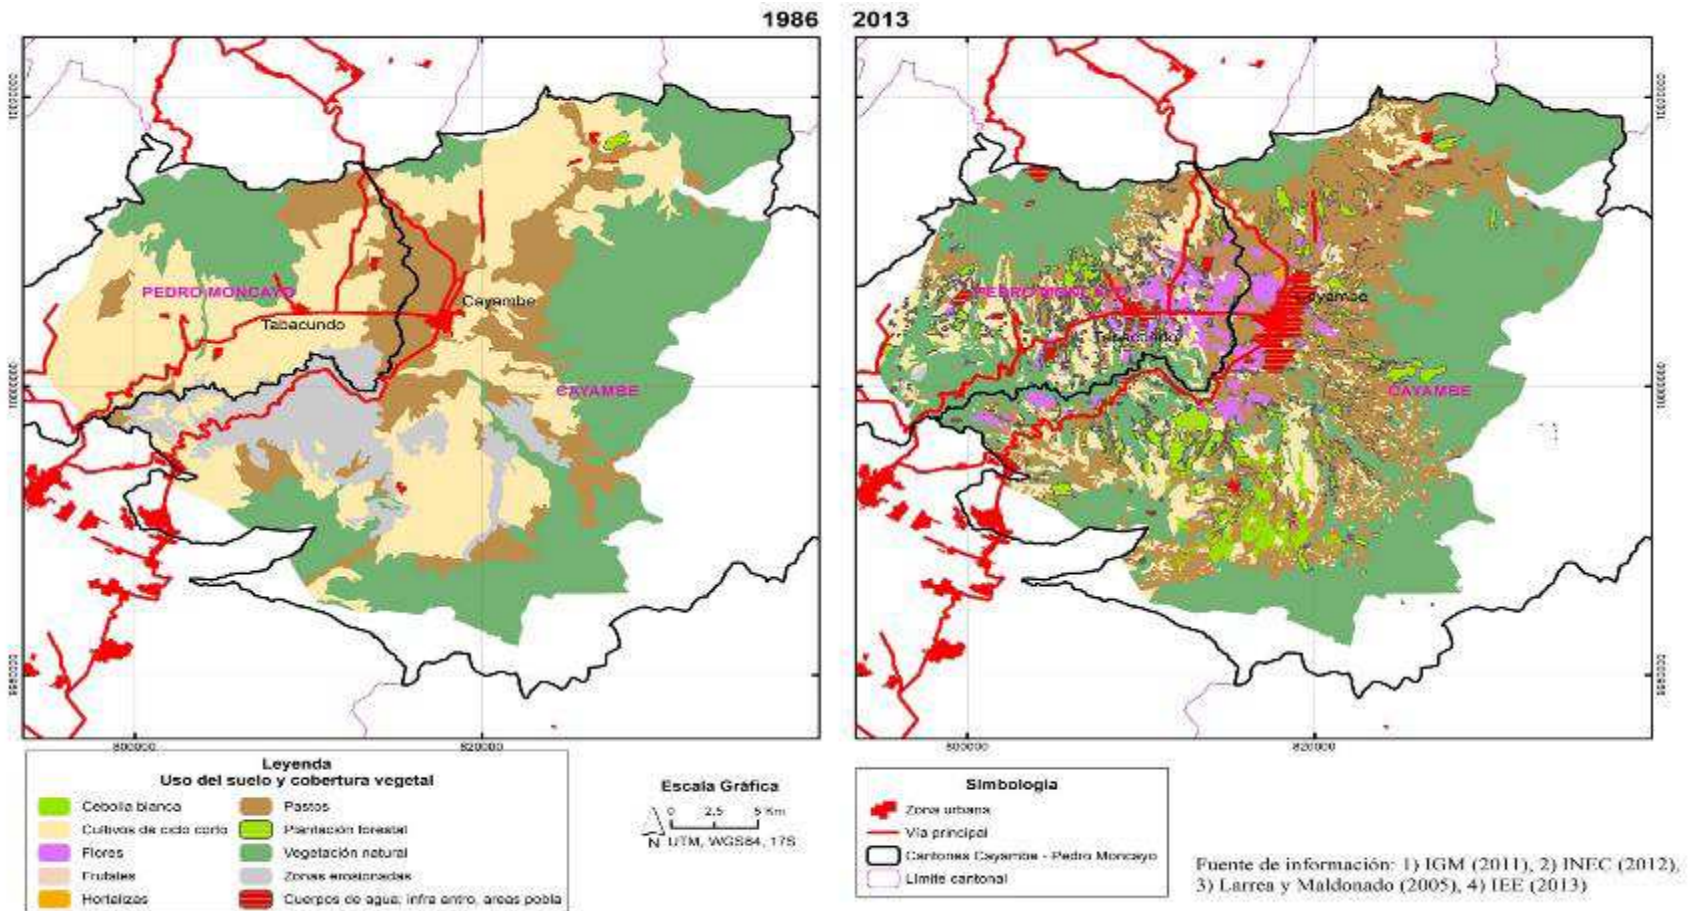 1986
2013
PEDRO MONCAYO
Tabacundo
Cayambe
CAYAMBE
Tabacundo
Cayambe
CAYAMBE
800000
820000
800000
820000
Leyenda
Uso del suelo y cobertura vegetal
Cebolla blanca
Cultivos de ciclo corto
Flores
Frutales
Hortalizas
Pastos
Plantación forestal
Vegetación natural
Zonas erosionadas
Cuerpos de agua, infra antro, areas pobla
Escala Gráfica
0 2,5 5 Km
N UTM, WGS84, 17S
Simbología
Zona urbana
Vía principal
Cantones Cayambe - Pedro Moncayo
Límite cantonal
Fuente de información: 1) IGM (2011), 2) INEC (2012),
3) Larrea y Maldonado (2005), 4) IEE (2013)